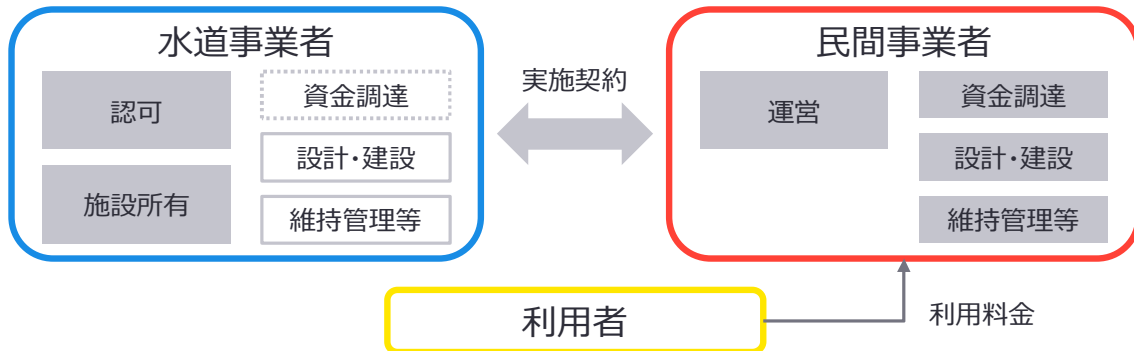 水道事業者
認可
施設所有
資金調達
設計・建設
維持管理等
実施契約
民間事業者
運営
資金調達
設計・建設
維持管理等
利用者
利用料金